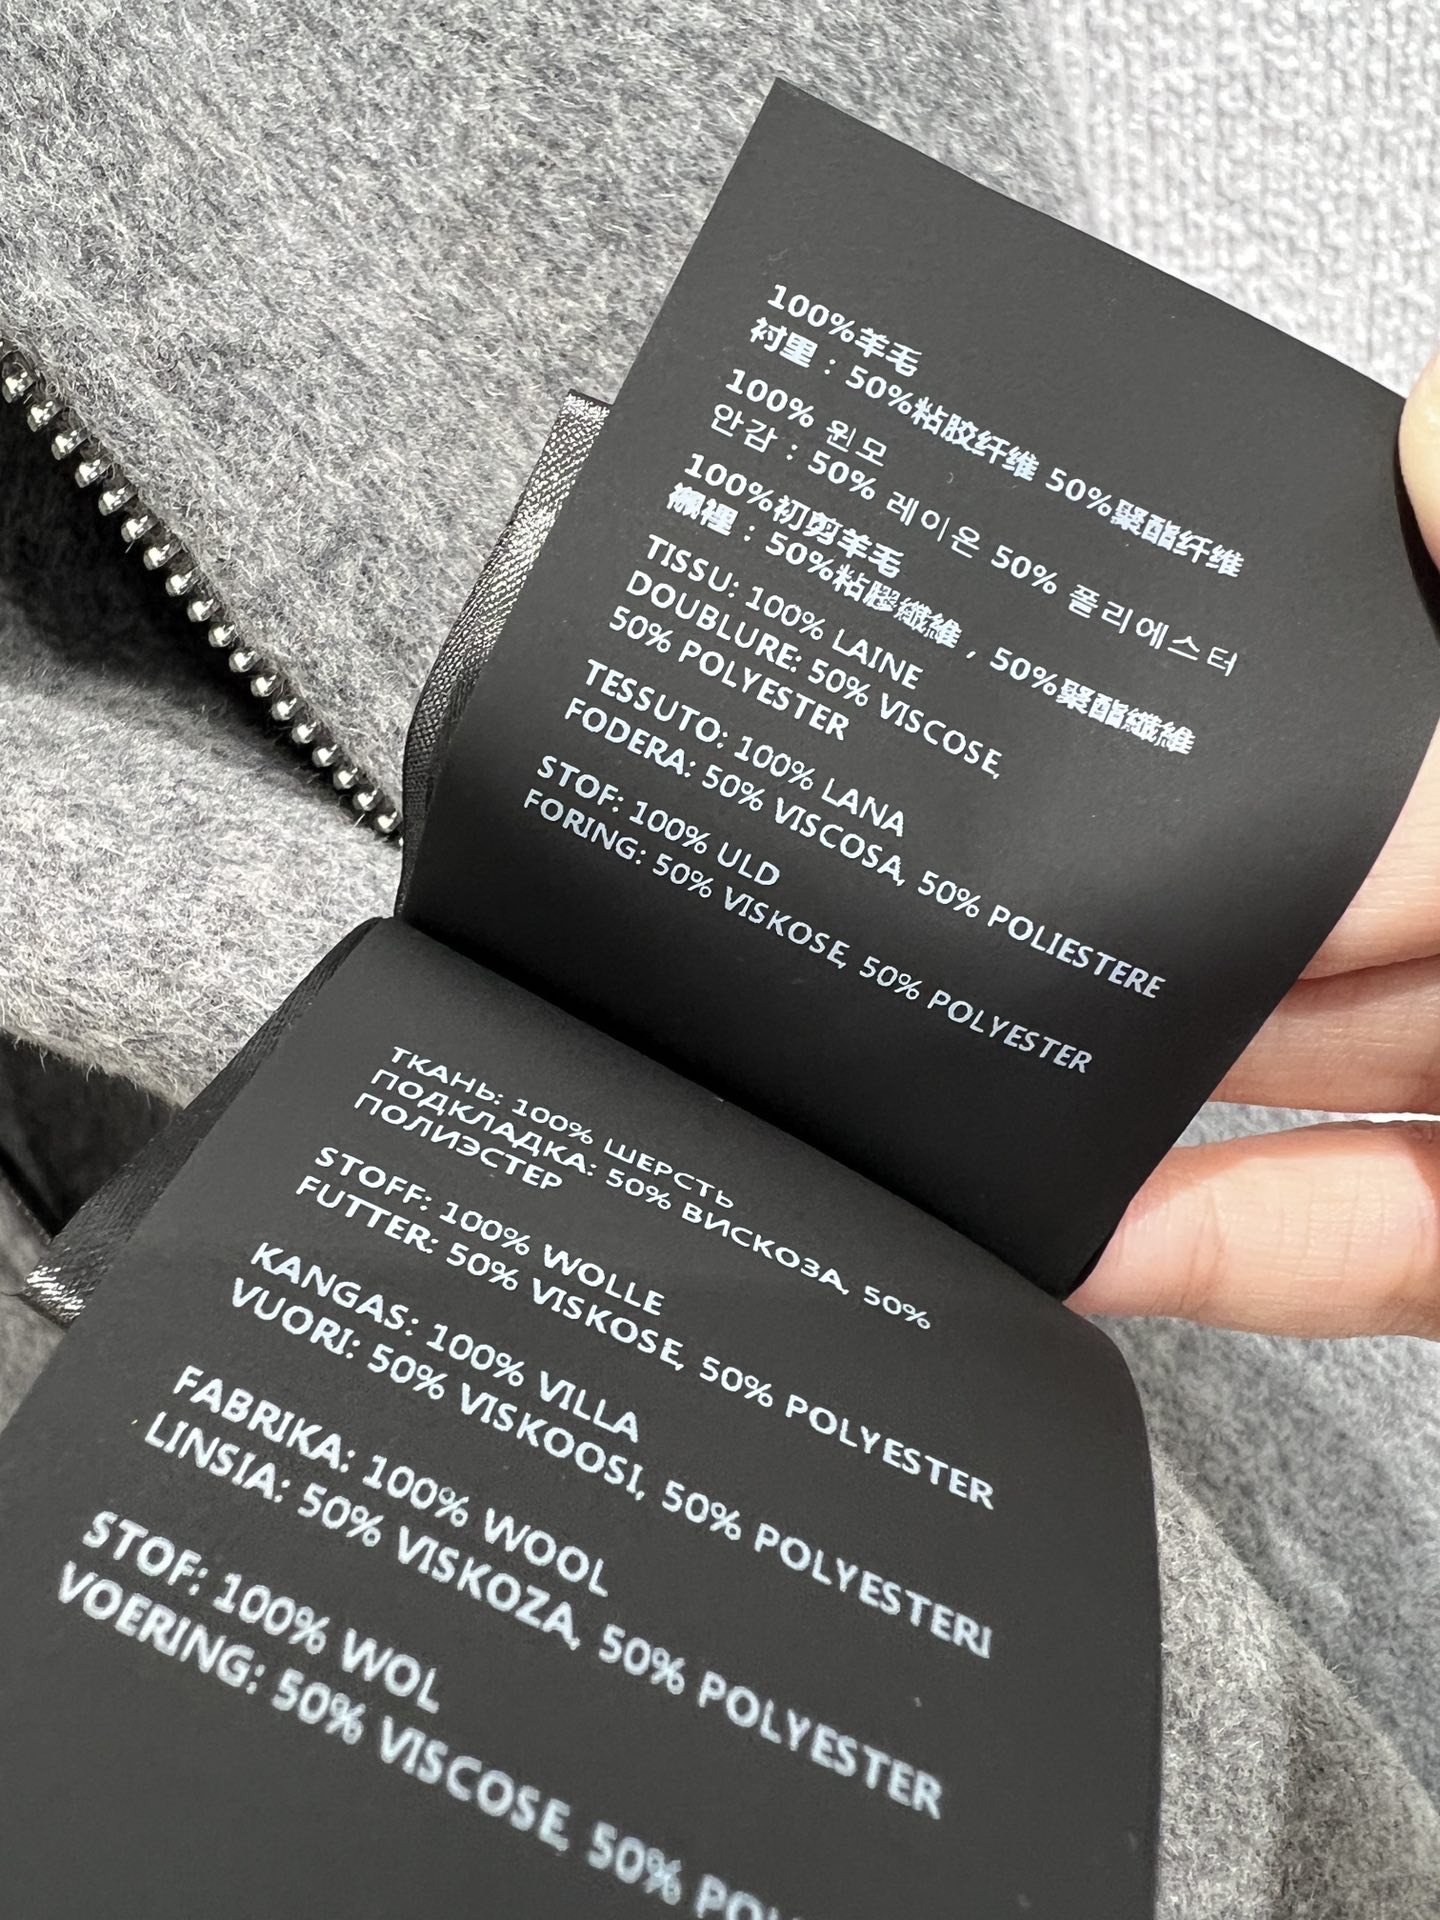 100%羊毛
衬里：50%粘胶纤维 50%聚酯纤维
100% 원모
안감：50% 레이온 50% 폴리에스터
100%初剪羊毛
襯裡：50%粘膠纖維，50%聚酯纖維
TISSU: 100% LAINE
DOUBLURE: 50% VISCOSE,
50% POLYESTER
TESSUTO: 100% LANA
FODERA: 50% VISCOSA, 50% POLIESTERE
STOF: 100% ULD
FORING: 50% VISKOSE, 50% POLYESTER
ТКАНЬ: 100% ШЕРСТЬ
ПОДКЛАДКА: 50% ВИСКОЗА, 50%
ПОЛИЭСТЕР
STOFF: 100% WOLLE
FUTTER: 50% VISKOSE, 50% POLYESTER
KANGAS: 100% VILLA
VUORI: 50% VISKOOSI, 50% POLYESTERI
FABRIKA: 100% WOOL
LINSIA: 50% VISKOZA, 50% POLYESTER
STOF: 100% WOL
VOERING: 50% VISCOSE, 50%